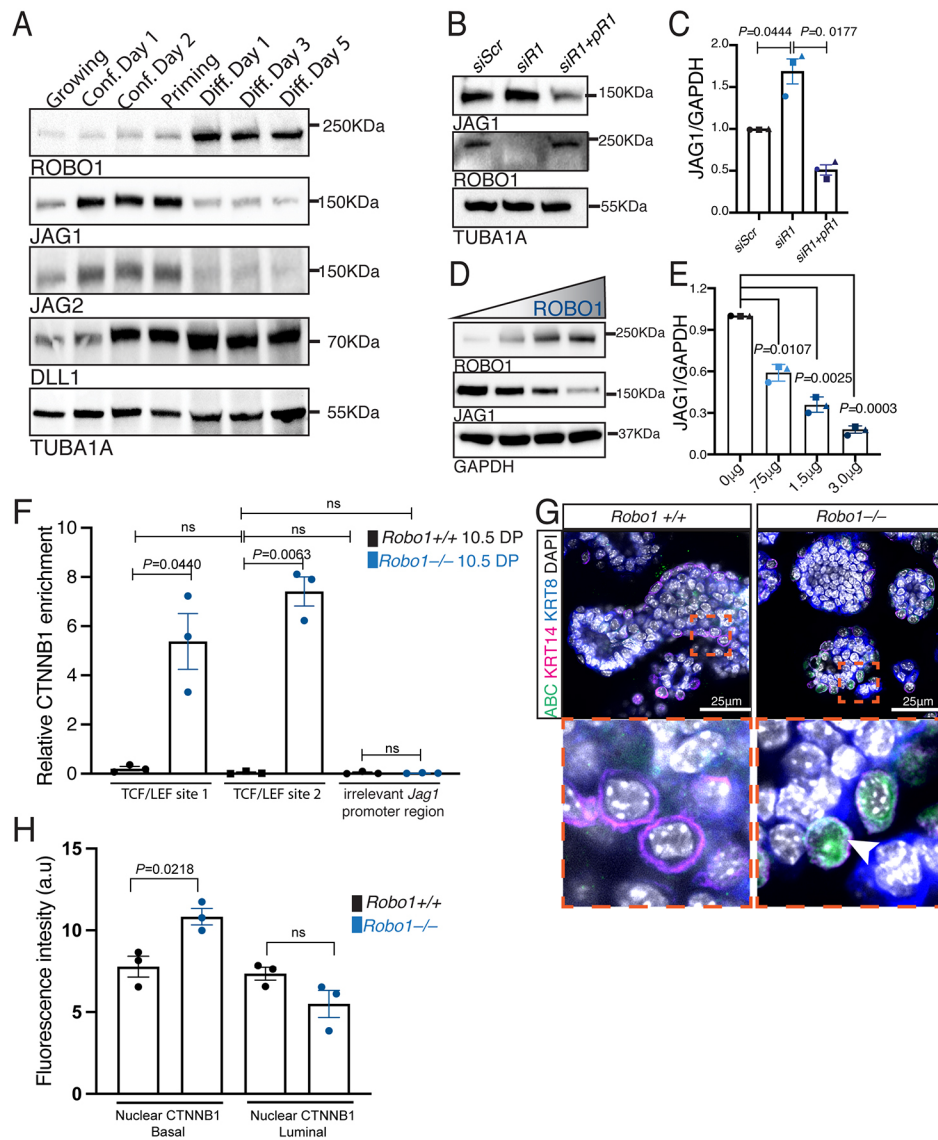 A
Growing
Conf. Day 1
Conf. Day 2
Priming
Diff. Day 1
Diff. Day 3
Diff. Day 5
250KDa
ROBO1
150KDa
JAG1
150KDa
JAG2
70KDa
DLL1
55KDa
TUBA1A
B
siScr
siR1
siR1+pR1
150KDa
JAG1
250KDa
ROBO1
55KDa
TUBA1A
C
P=0.0444
P=0.0177
JAG1/GAPDH
2.0
1.5
1.0
0.5
0.0
siScr
siR1
siR1+pR1
D
ROBO1
250KDa
ROBO1
150KDa
JAG1
37KDa
GAPDH
E
JAG1/GAPDH
1.2
0.9
0.6
0.3
0.0
P=0.0107
P=0.0025
P=0.0003
0µg
.75µg
1.5µg
3.0µg
F
Relative CTNNB1 enrichment
10
8
6
4
2
0
ns
ns
ns
P=0.0440
P=0.0063
ns
Robo1+/+ 10.5 DP
Robo1–/– 10.5 DP
TCF/LEF site 1
TCF/LEF site 2
irrelevant Jag1
promoter region
G
Robo1 +/+
Robo1–/–
ABC KRT14 KRT8 DAPI
25µm
25µm
H
Fluorescence intesity (a.u)
15
10
5
0
P=0.0218
ns
Robo1+/+
Robo1–/–
Nuclear CTNNB1
Basal
Nuclear CTNNB1
Luminal